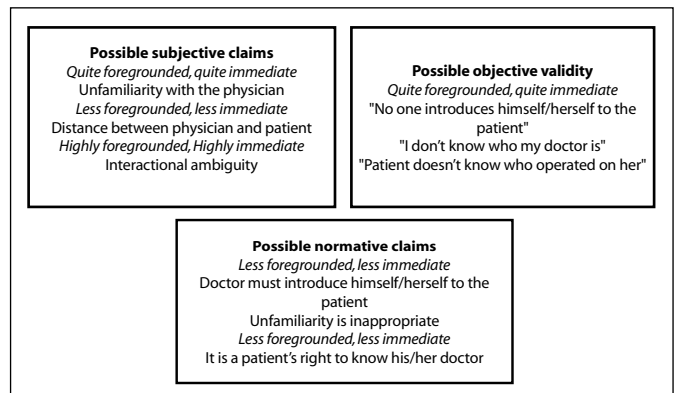 Possible subjective claims
Quite foregrounded, quite immediate
Unfamiliarity with the physician
Less foregrounded, less immediate
Distance between physician and patient
Highly foregrounded, Highly immediate
Interactional ambiguity
Possible objective validity
Quite foregrounded, quite immediate
"No one introduces himself/herself to the
patient"
"I don't know who my doctor is"
"Patient doesn't know who operated on her"
Possible normative claims
Less foregrounded, less immediate
Doctor must introduce himself/herself to the
patient
Unfamiliarity is inappropriate
Less foregrounded, less immediate
It is a patient's right to know his/her doctor